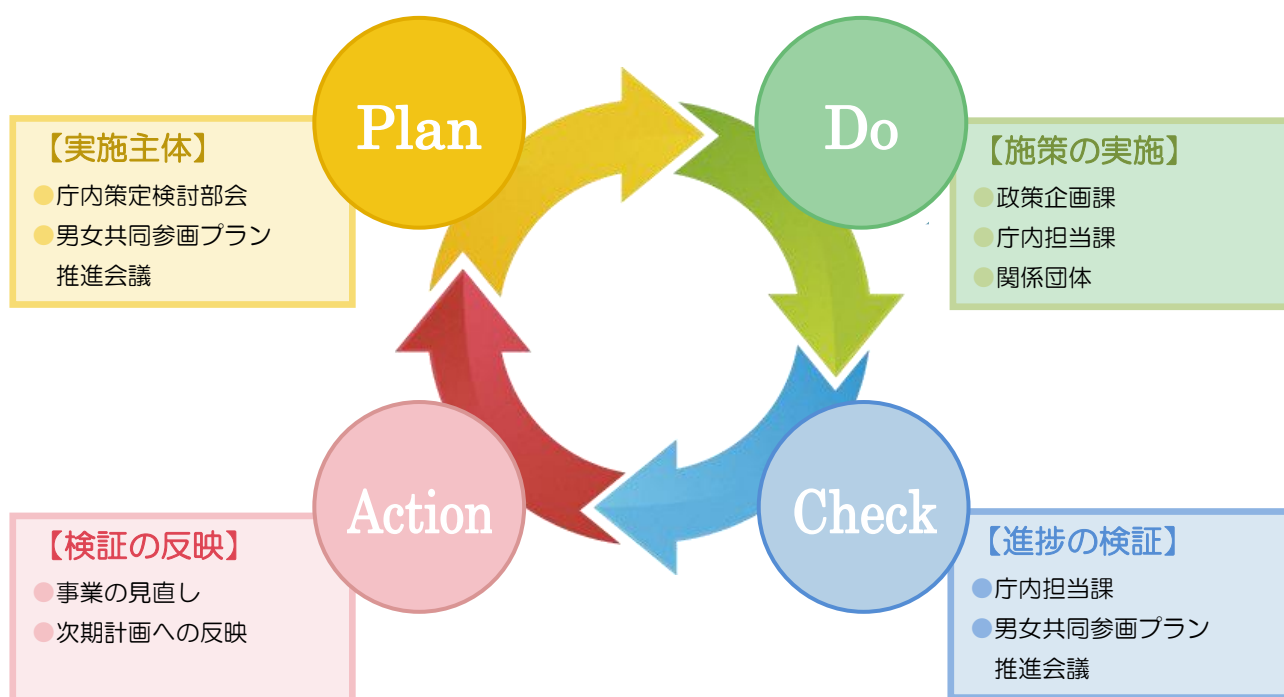 Plan
【実施主体】
●庁内策定検討部会
●男女共同参画プラン
推進会議
Do
【施策の実施】
●政策企画課
●庁内担当課
●関係団体
Check
【進捗の検証】
●庁内担当課
●男女共同参画プラン
推進会議
Action
【検証の反映】
●事業の見直し
●次期計画への反映